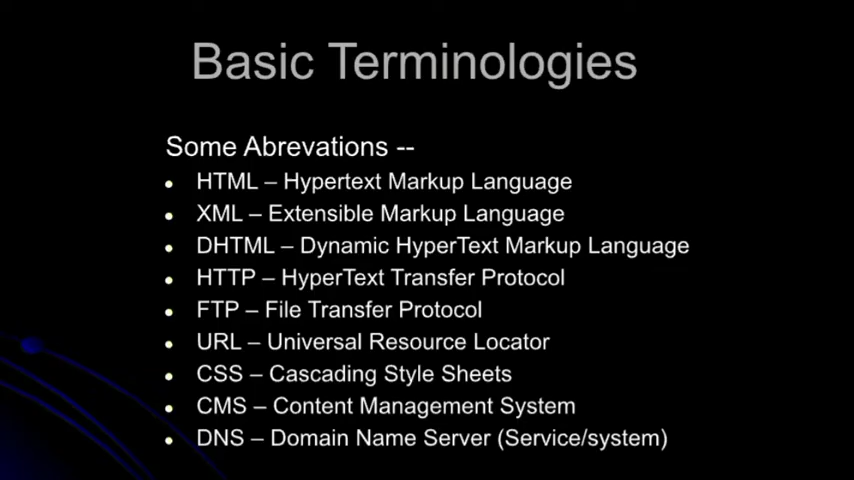 Basic Terminologies
Some Abrevations --
• HTML – Hypertext Markup Language
• XML – Extensible Markup Language
• DHTML – Dynamic HyperText Markup Language
• HTTP – HyperText Transfer Protocol
• FTP – File Transfer Protocol
• URL – Universal Resource Locator
• CSS – Cascading Style Sheets
• CMS – Content Management System
• DNS – Domain Name Server (Service/system)